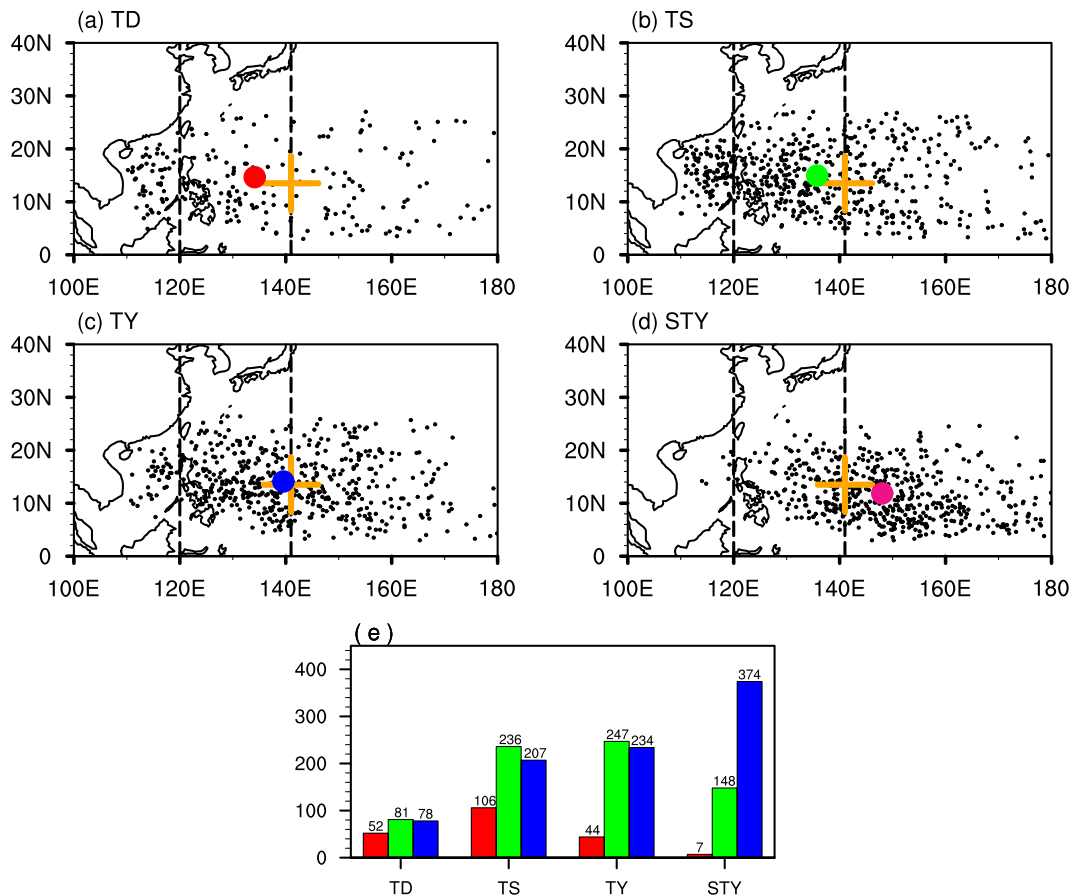 (a) TD
(b) TS
40N
30N
20N
10N
0
100E 120E 140E 160E 180
40N
30N
20N
10N
0
100E 120E 140E 160E 180
(c) TY
(d) STY
40N
30N
20N
10N
0
100E 120E 140E 160E 180
40N
30N
20N
10N
0
100E 120E 140E 160E 180
( e )
400
300
200
100
0
52 81 78
106 236 207
44 247 234
7 148 374
TD TS TY STY